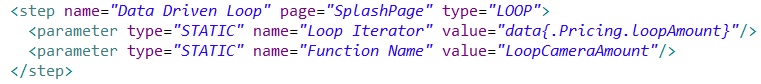 <step name="Data Driven Loop" page="SplashPage" type="LOOP">
<parameter type="STATIC" name="Loop Iterator" value="data{.Pricing.loopAmount}"/>
<parameter type="STATIC" name="Function Name" value="LoopCameraAmount"/>
</step>